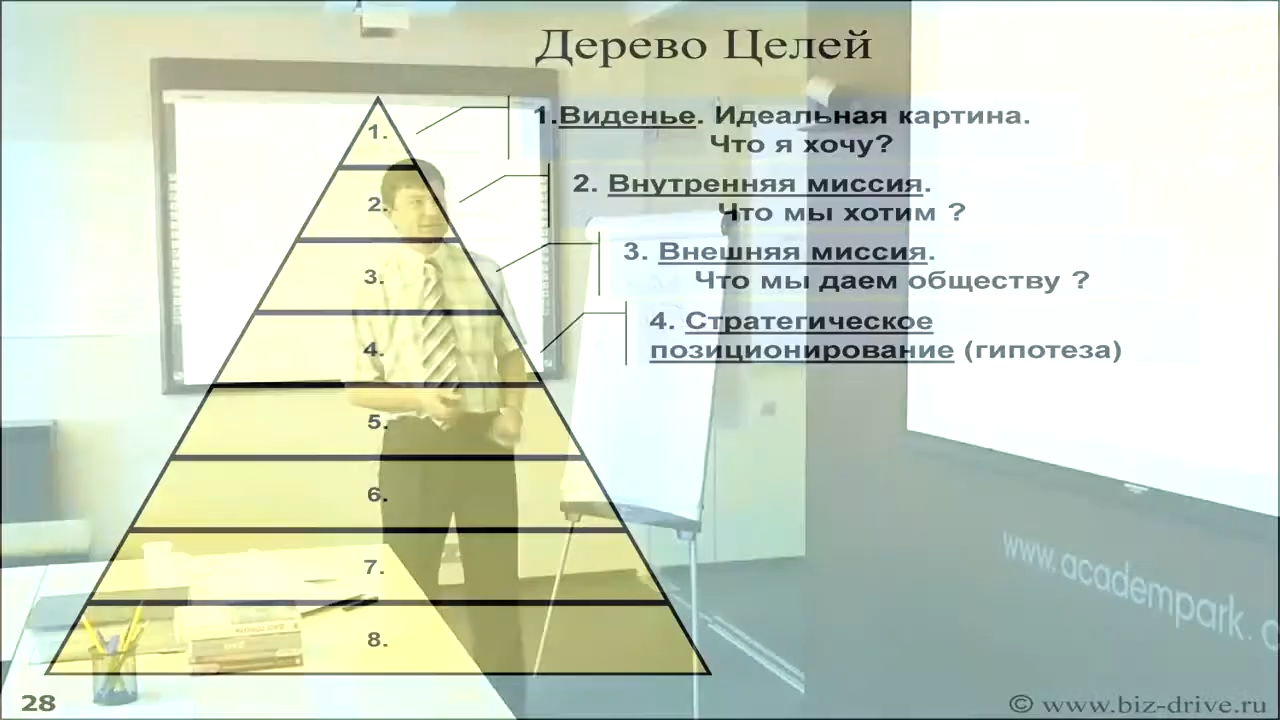 Дерево Целей
1.Виденье. Идеальная картина.
Что я хочу?
2. Внутренняя миссия.
Что мы хотим ?
3. Внешняя миссия.
Что мы даем обществу ?
4. Стратегическое
позиционирование (гипотеза)
1.
2.
3.
4.
5.
6.
7.
8.
www.academpark.
28
© www.biz-drive.ru